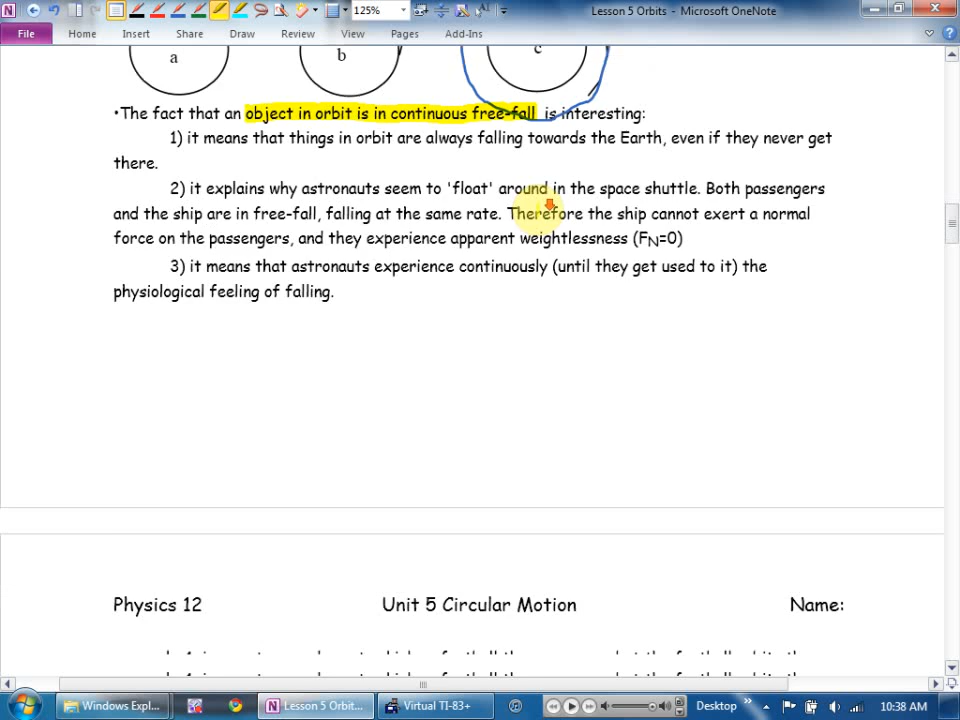 125%
Lesson 5 Orbits - Microsoft OneNote
File Home Insert Share Draw Review View Pages Add-Ins
a b c
•The fact that an object in orbit is in continuous free-fall is interesting:
1) it means that things in orbit are always falling towards the Earth, even if they never get
there.
2) it explains why astronauts seem to 'float' around in the space shuttle. Both passengers
and the ship are in free-fall, falling at the same rate. Therefore the ship cannot exert a normal
force on the passengers, and they experience apparent weightlessness (FN=0)
3) it means that astronauts experience continuously (until they get used to it) the
physiological feeling of falling.
Physics 12 Unit 5 Circular Motion Name:
Windows Expl... Lesson 5 Orbit... Virtual TI-83+ Desktop 10:38 AM